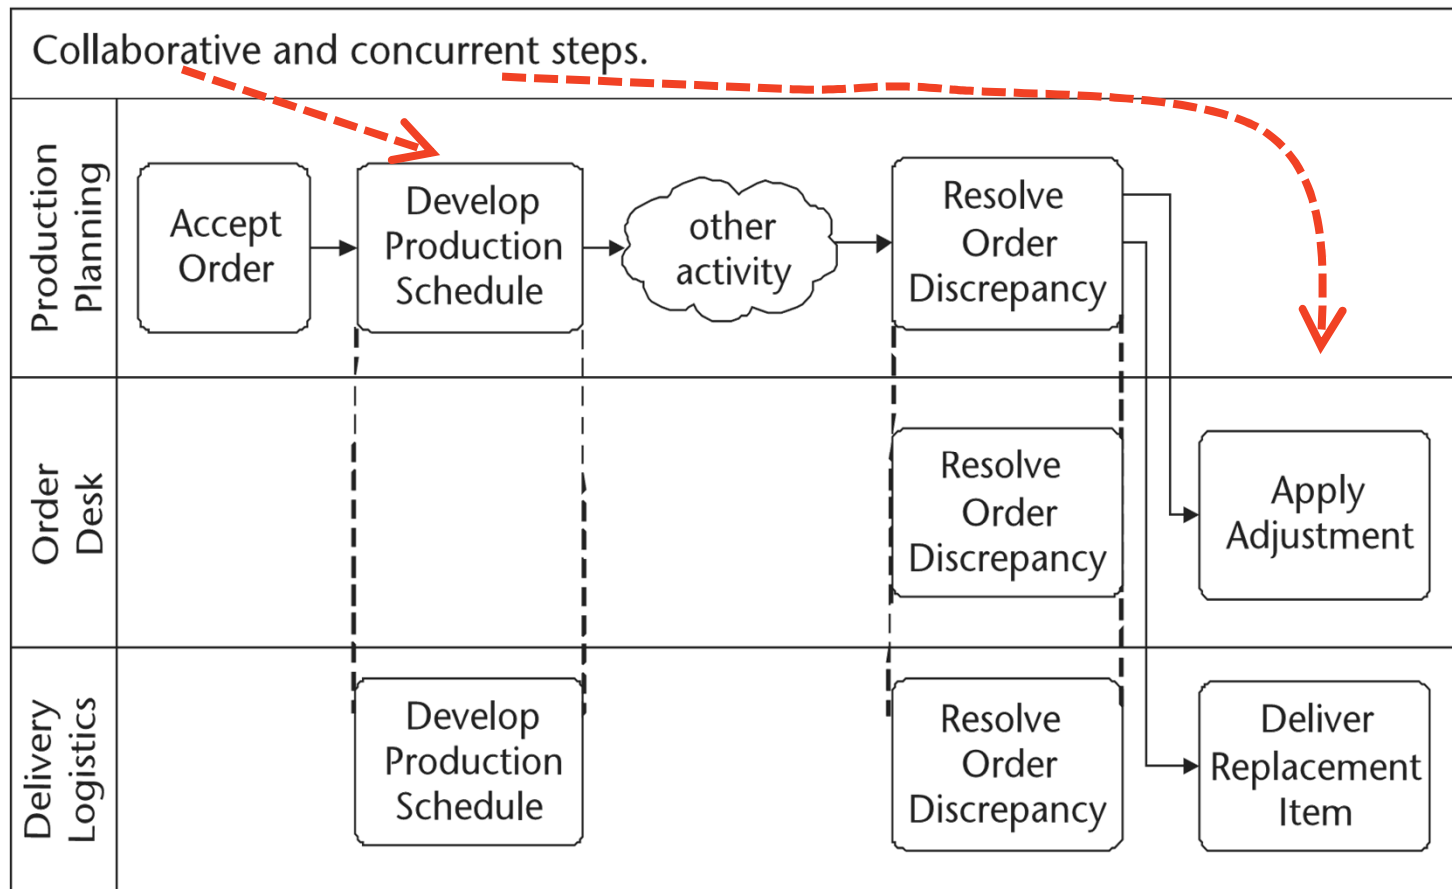 Collaborative and concurrent steps.
Production
Planning
Accept
Order
Develop
Production
Schedule
other
activity
Resolve
Order
Discrepancy
Order
Desk
Resolve
Order
Discrepancy
Apply
Adjustment
Delivery
Logistics
Develop
Production
Schedule
Resolve
Order
Discrepancy
Deliver
Replacement
Item